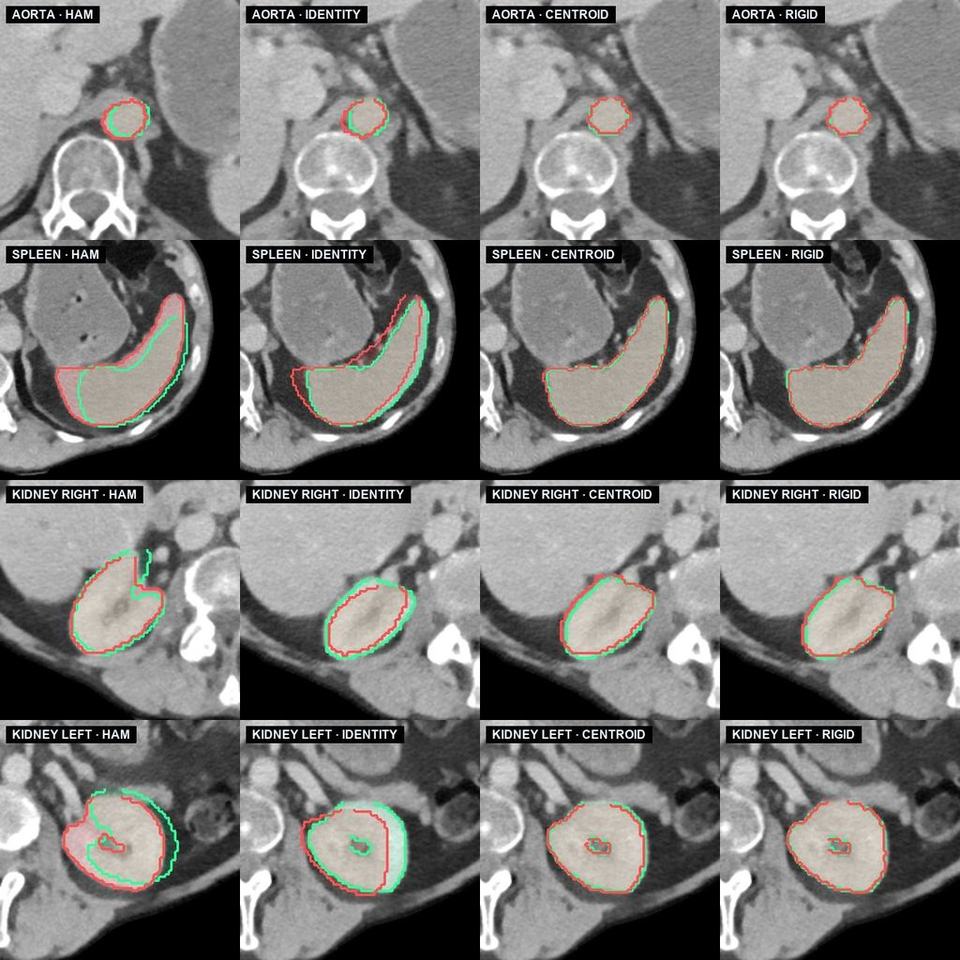 AORTA · HAM
AORTA · IDENTITY
AORTA · CENTROID
AORTA · RIGID
SPLEEN · HAM
SPLEEN · IDENTITY
SPLEEN · CENTROID
SPLEEN · RIGID
KIDNEY RIGHT · HAM
KIDNEY RIGHT · IDENTITY
KIDNEY RIGHT · CENTROID
KIDNEY RIGHT · RIGID
KIDNEY LEFT · HAM
KIDNEY LEFT · IDENTITY
KIDNEY LEFT · CENTROID
KIDNEY LEFT · RIGID